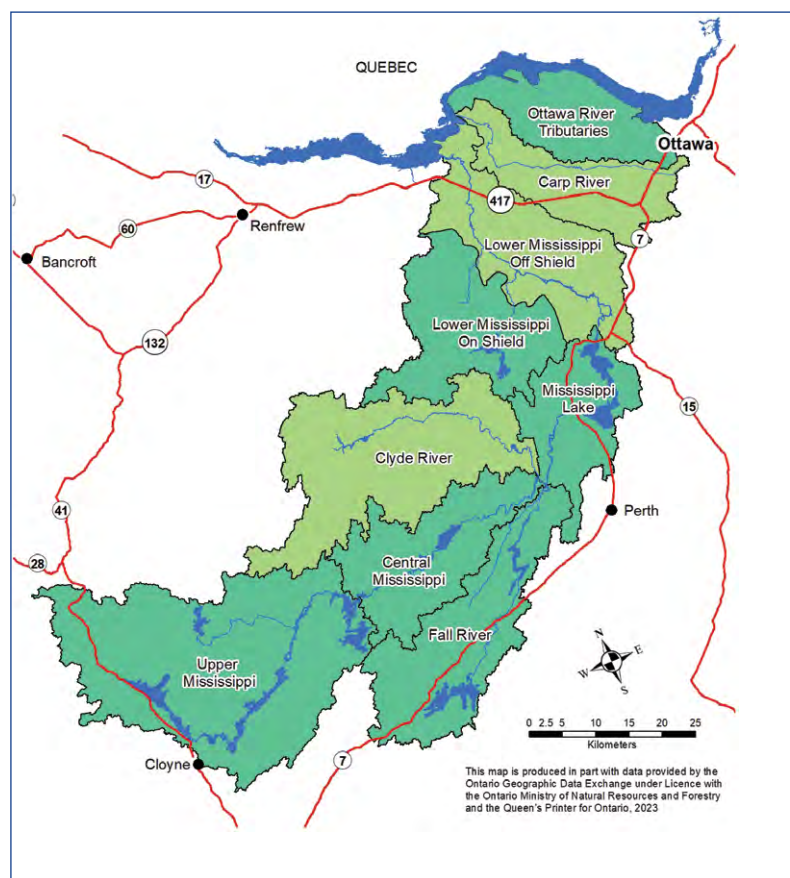 QUEBEC
Ottawa River
Tributaries
Ottawa
17
Carp River
417
60
Renfrew
7
Lower Mississippi
Off Shield
Bancroft
132
Lower Mississippi
On Shield
Mississippi
Lake
15
Clyde River
41
Perth
28
Central
Mississippi
Fall River
Upper
Mississippi
N
E
W
S
0 2.5 5 10 15 20 25
Kilometers
Cloyne
7
This map is produced in part with data provided by the
Ontario Geographic Data Exchange under Licence with
the Ontario Ministry of Natural Resources and Forestry
and the Queen's Printer for Ontario, 2023